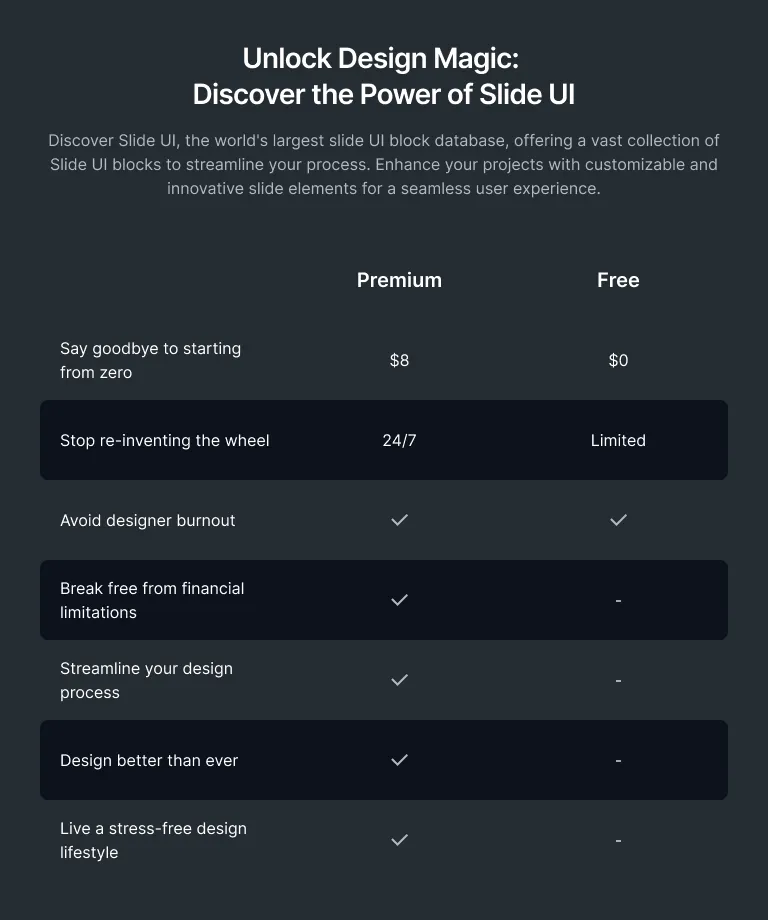 Unlock Design Magic:
Discover the Power of Slide UI
Discover Slide UI, the world's largest slide UI block database, offering a vast collection of
Slide UI blocks to streamline your process. Enhance your projects with customizable and
innovative slide elements for a seamless user experience.
Premium Free
Say goodbye to starting
from zero
$8 $0
Stop re-inventing the wheel 24/7 Limited
Avoid designer burnout ✓ ✓
Break free from financial
limitations
✓ -
Streamline your design
process
✓ -
Design better than ever ✓ -
Live a stress-free design
lifestyle
✓ -